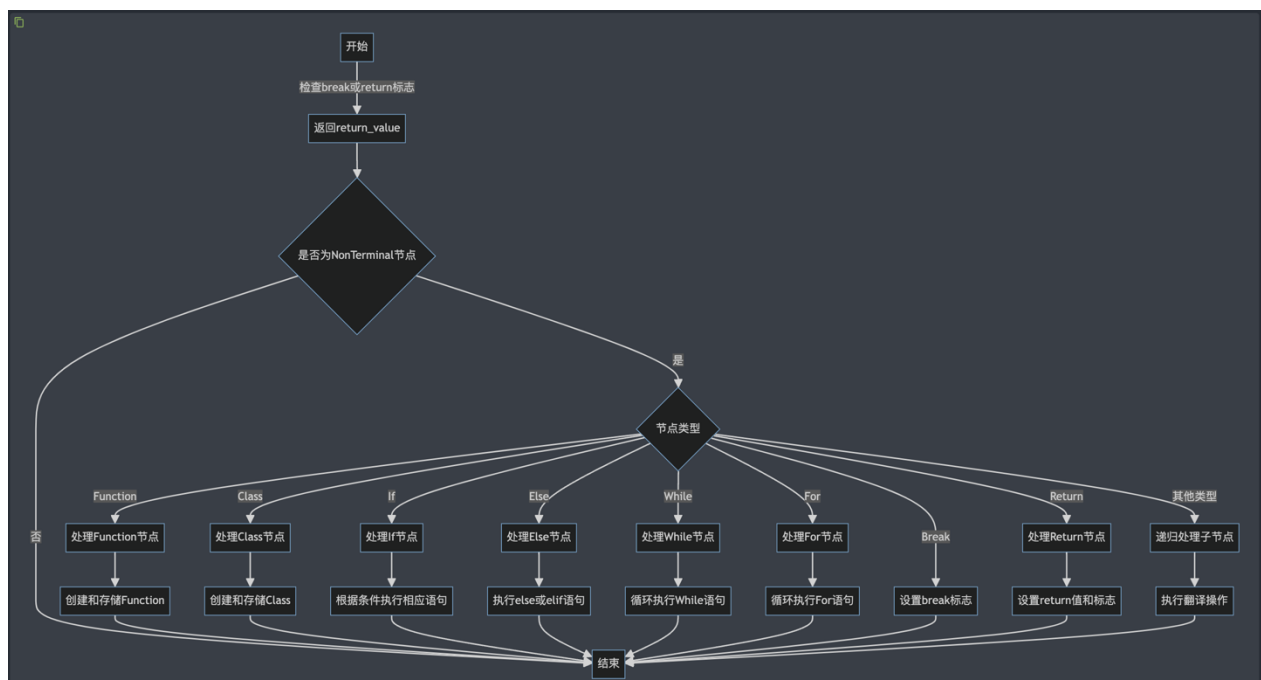 开始
检查break或return标志
返回return_value
是否为NonTerminal节点
是
节点类型
Function
Class
If
Else
While
For
Return
其他类型
否
处理Function节点
处理Class节点
处理If节点
处理Else节点
处理While节点
处理For节点
Break
处理Return节点
递归处理子节点
创建和存储Function
创建和存储Class
根据条件执行相应语句
执行else或elif语句
循环执行While语句
循环执行For语句
设置break标志
设置return值和标志
执行翻译操作
结束